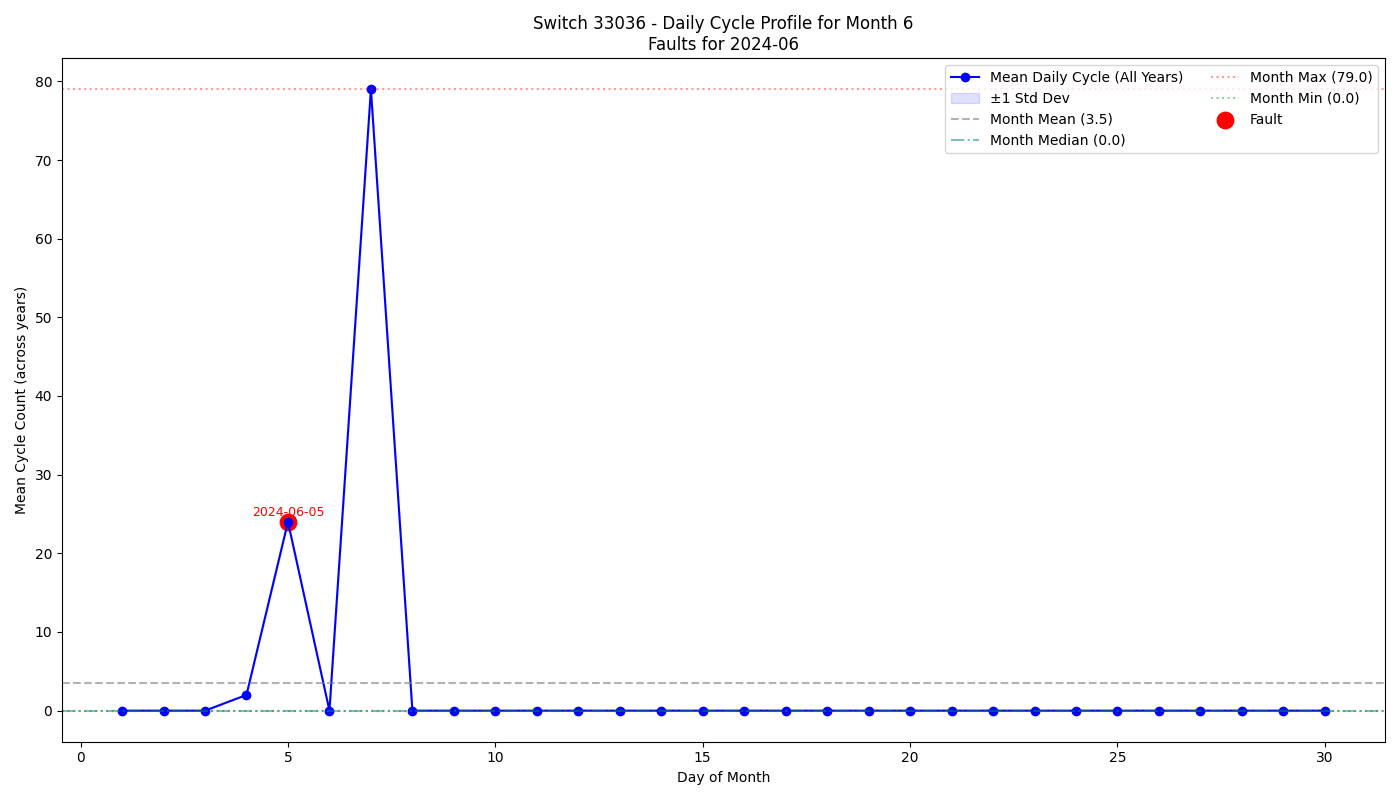 Switch 33036 - Daily Cycle Profile for Month 6
Faults for 2024-06
Mean Daily Cycle (All Years)
±1 Std Dev
Month Mean (3.5)
Month Median (0.0)
Month Max (79.0)
Month Min (0.0)
Fault
Mean Cycle Count (across years)
80
70
60
50
40
30
20
10
0
2024-06-05
0 5 10 15 20 25 30
Day of Month